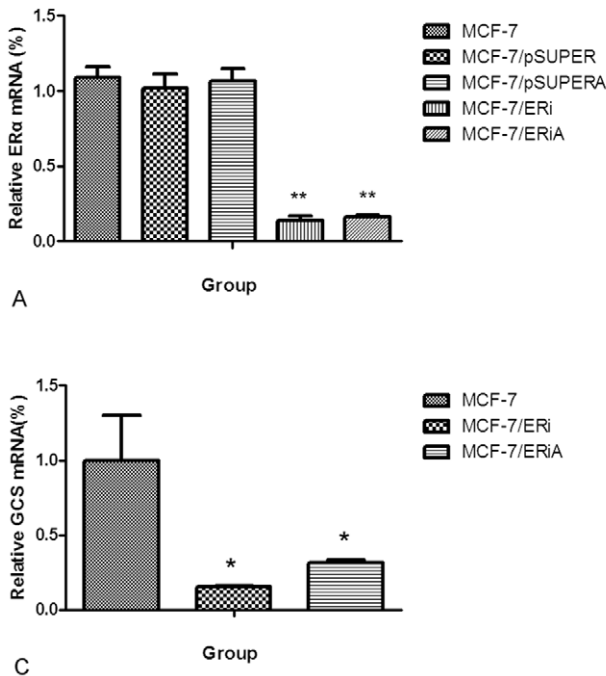 Relative ERα mRNA (%)
1.5
1.0
0.5
0.0
** **
Group
MCF-7
MCF-7/pSUPER
MCF-7/pSUPERA
MCF-7/ERi
MCF-7/ERiA
A
Relative GCS mRNA(%)
1.5
1.0
0.5
0.0
* *
Group
MCF-7
MCF-7/ERi
MCF-7/ERiA
C